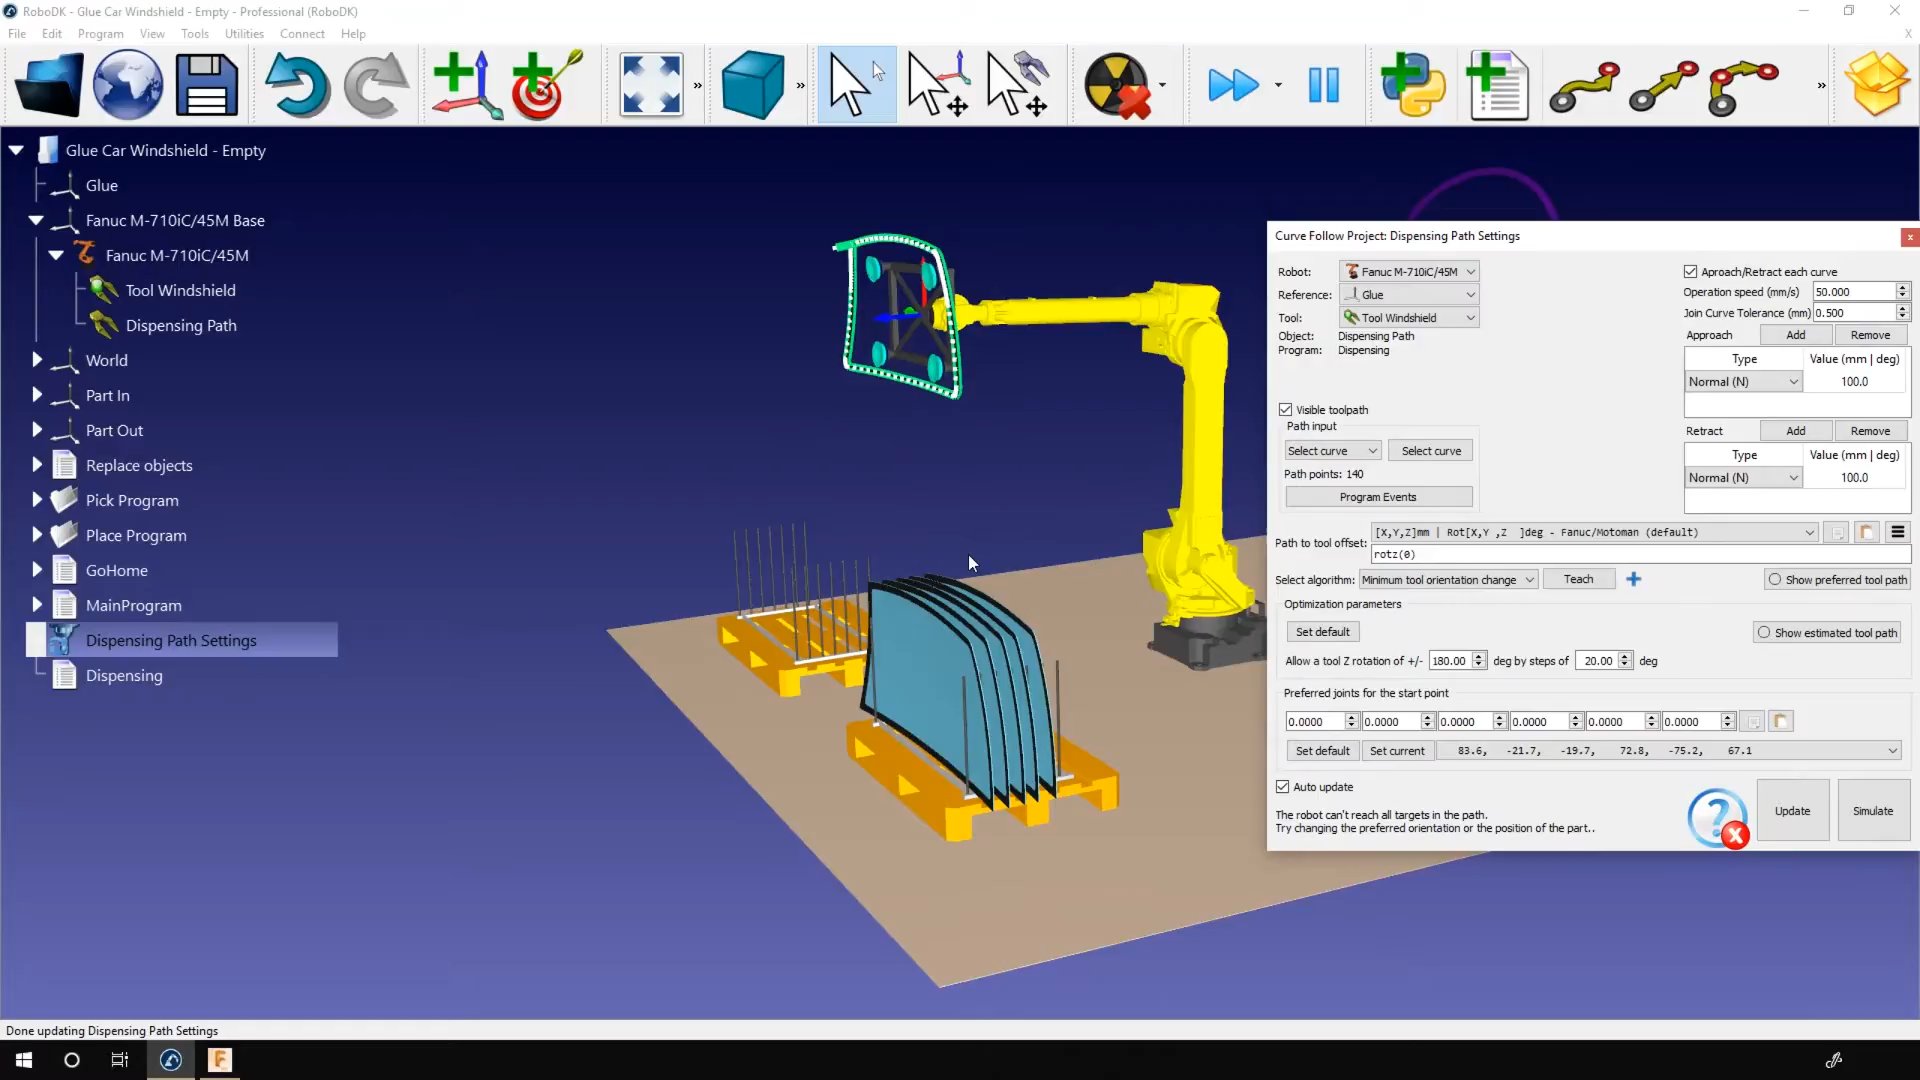 RoboDK - Glue Car Windshield - Empty - Professional (RoboDK)
File Edit Program View Tools Utilities Connect Help
Glue Car Windshield - Empty
Glue
Fanuc M-710iC/45M Base
Fanuc M-710iC/45M
Tool Windshield
Dispensing Path
World
Part In
Part Out
Replace objects
Pick Program
Place Program
GoHome
MainProgram
Dispensing Path Settings
Dispensing
Curve Follow Project: Dispensing Path Settings
Robot: Fanuc M-710iC/45M
Reference: Glue
Tool: Tool Windshield
Object: Dispensing Path
Program: Dispensing
Aproach/Retract each curve
Operation speed (mm/s) 50.000
Join Curve Tolerance (mm) 0.500
Approach Add Remove
Type Value (mm | deg)
Normal (N) 100.0
Visible toolpath
Path input
Select curve Select curve
Path points: 140
Program Events
Retract Add Remove
Type Value (mm | deg)
Normal (N) 100.0
Path to tool offset: [X,Y,Z]mm | Rot[X,Y ,Z ]deg - Fanuc/Motoman (default)
rotz(0)
Select algorithm: Minimum tool orientation change Teach Show preferred tool path
Optimization parameters
Set default Show estimated tool path
Allow a tool Z rotation of +/- 180.00 deg by steps of 20.00 deg
Preferred joints for the start point
0.0000 0.0000 0.0000 0.0000 0.0000 0.0000
Set default Set current 83.6, -21.7, -19.7, 72.8, -75.2, 67.1
Auto update
The robot can't reach all targets in the path.
Try changing the preferred orientation or the position of the part..
Update Simulate
Done updating Dispensing Path Settings